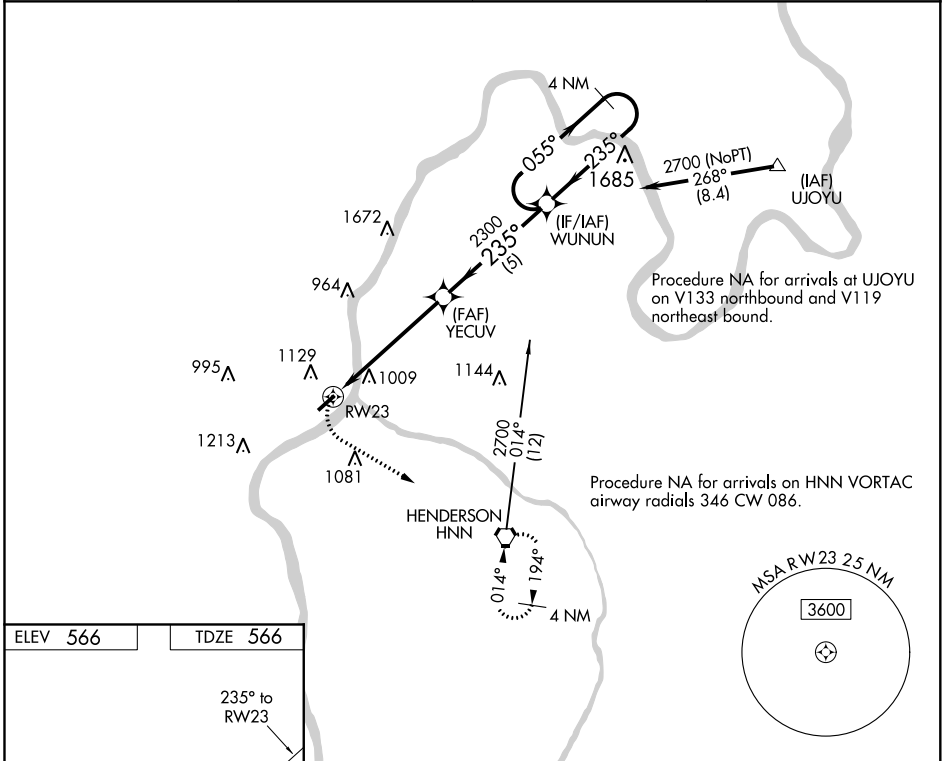 4 NM
055°
235°
1685
2700 (NoPT)
268°
(8.4)
(IAF)
UJOYU
(IF/IAF)
WUNUN
1672
2300
235°
(5)
Procedure NA for arrivals at UJOYU
on V133 northbound and V119
northeast bound.
964
(FAF)
YECUV
995
1129
1009
1144
RW23
1213
1081
2700
014°
(12)
Procedure NA for arrivals on HNN VORTAC
airway radials 346 CW 086.
HENDERSON
HNN
014°
194°
4 NM
MSA RW23 25 NM
3600
ELEV 566
TDZE 566
235° to
RW23